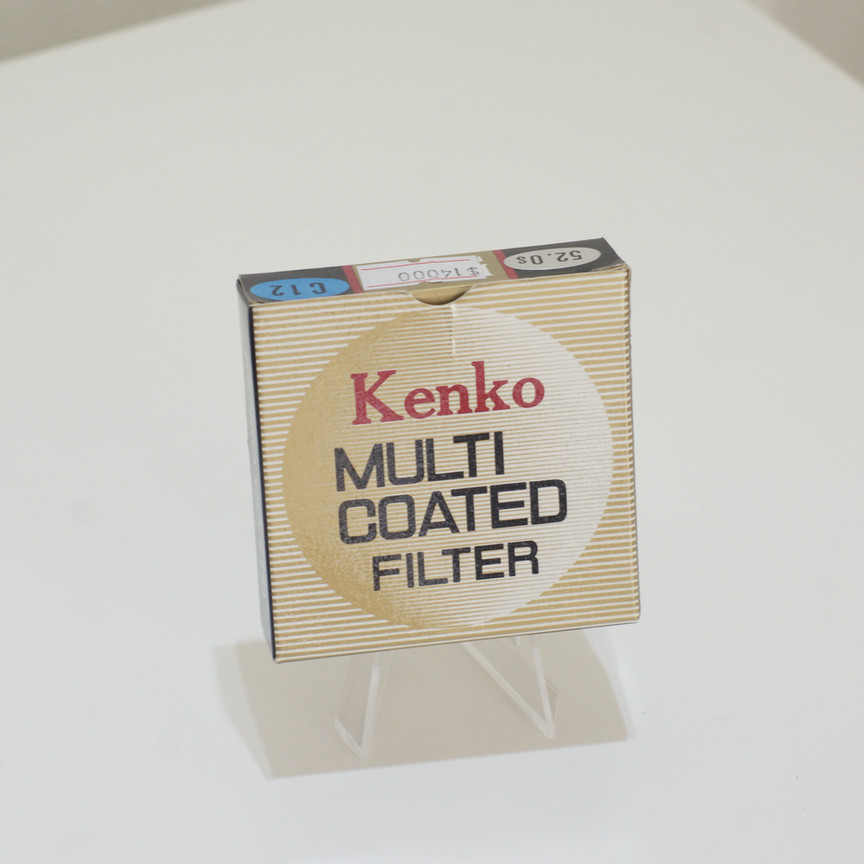 C12
$14000
52.0s
Kenko
MULTI
COATED
FILTER